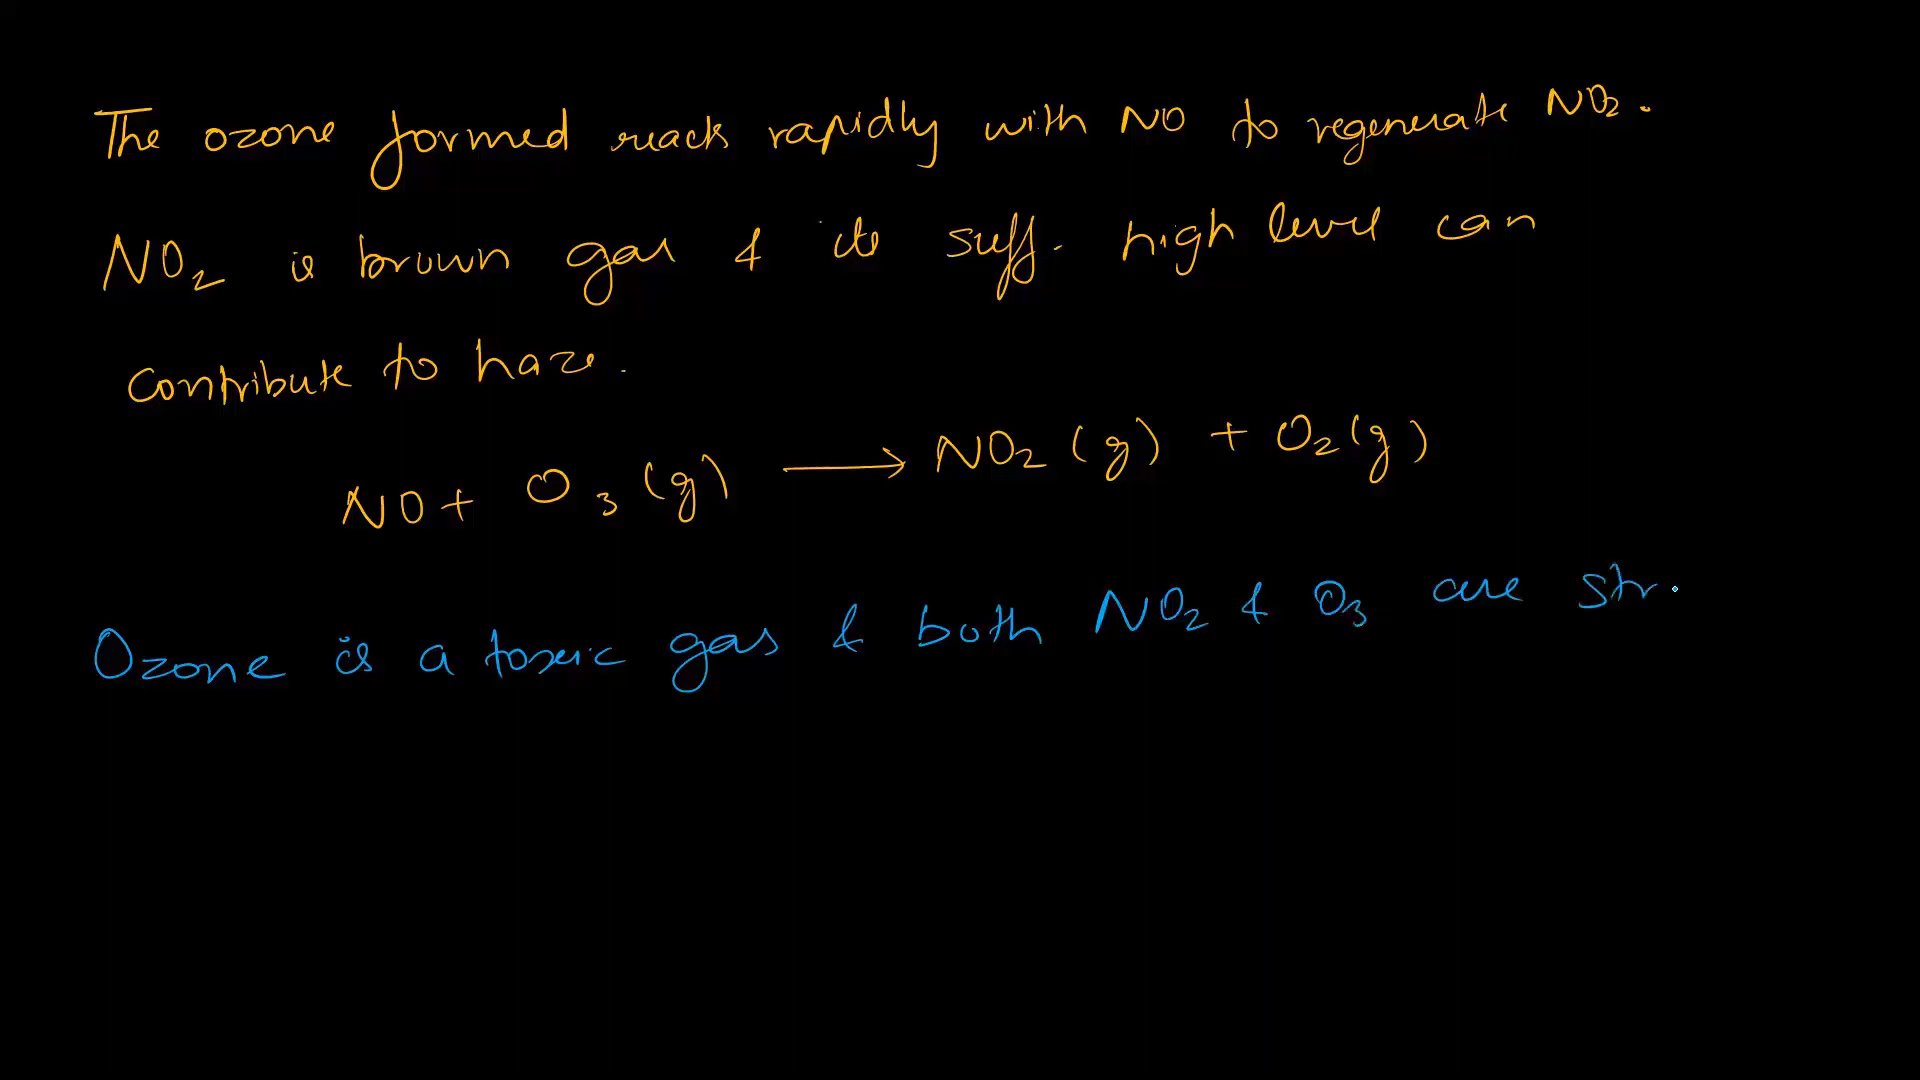 The ozone formed reacts rapidly with NO to regenerate NO₂.
NO₂ is brown gas & its suff. high level can
contribute to haze.
NO + O₃(g) ⟶ NO₂(g) + O₂(g)
Ozone is a toxic gas & both NO₂ & O₃ are str.